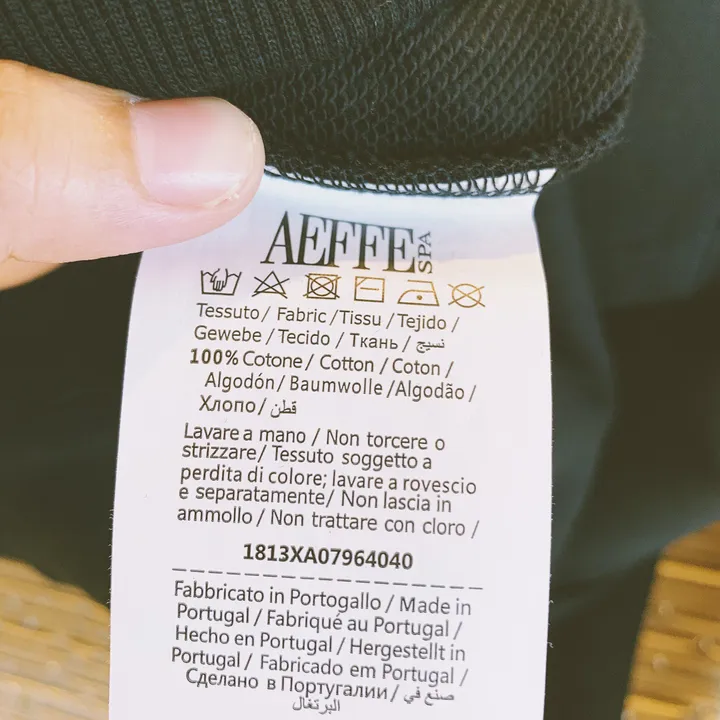 AEFFE SPA
Tessuto / Fabric / Tissu / Tejido /
Gewebe / Tecido / Ткань / نسيج
100% Cotone / Cotton / Coton /
Algodón / Baumwolle / Algodão /
Хлопо / قطن
Lavare a mano / Non torcere o
strizzare / Tessuto soggetto a
perdita di colore; lavare a rovescio
e separatamente / Non lascia in
ammollo / Non trattare con cloro /
1813XA07964040
Fabbricato in Portogallo / Made in
Portugal / Fabriqué au Portugal /
Hecho en Portugal / Hergestellt in
Portugal / Fabricado em Portugal /
Сделано в Португалии / صنع في
البرتغال